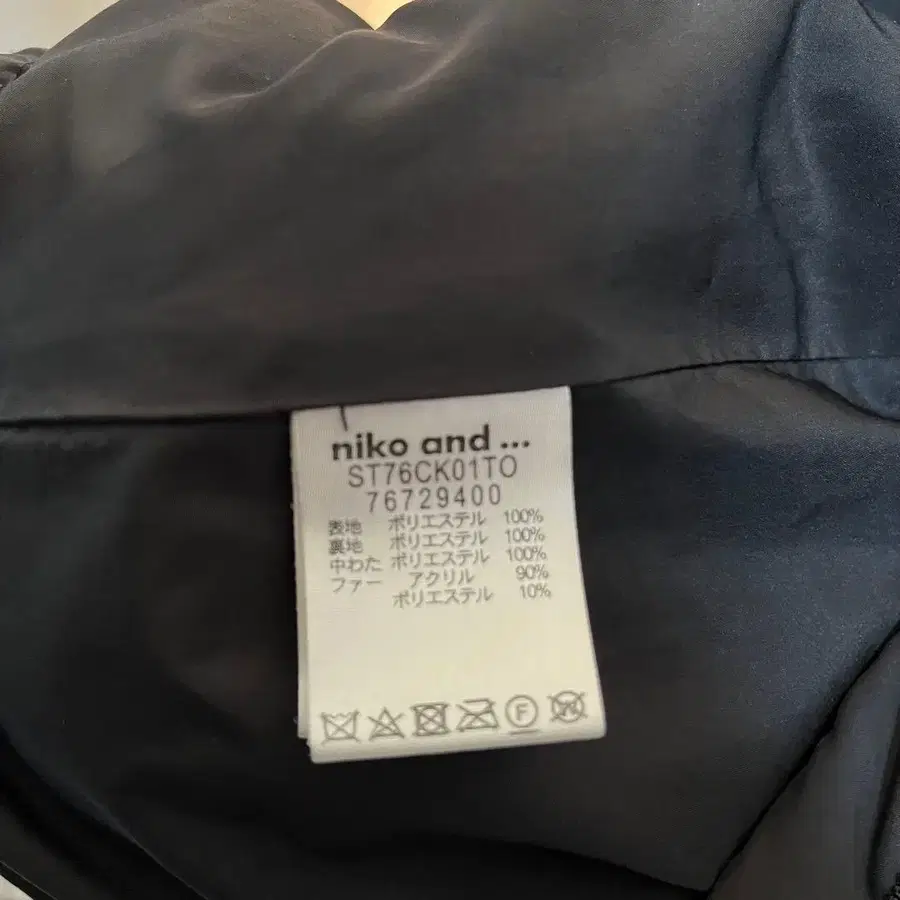 niko and ...
ST76CK01TO
76729400
表地 ポリエステル 100%
裏地 ポリエステル 100%
中わた ポリエステル 100%
ファー アクリル 90%
ポリエステル 10%
F
W